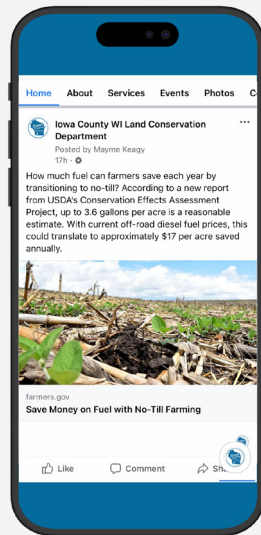 Home About Services Events Photos
Iowa County WI Land Conservation
Department
Posted by Mayme Keagy
17h ·
How much fuel can farmers save each year by
transitioning to no-till? According to a new report
from USDA's Conservation Effects Assessment
Project, up to 3.6 gallons per acre is a reasonable
estimate. With current off-road diesel fuel prices, this
could translate to approximately $17 per acre saved
annually.
farmers.gov
Save Money on Fuel with No-Till Farming
Like Comment